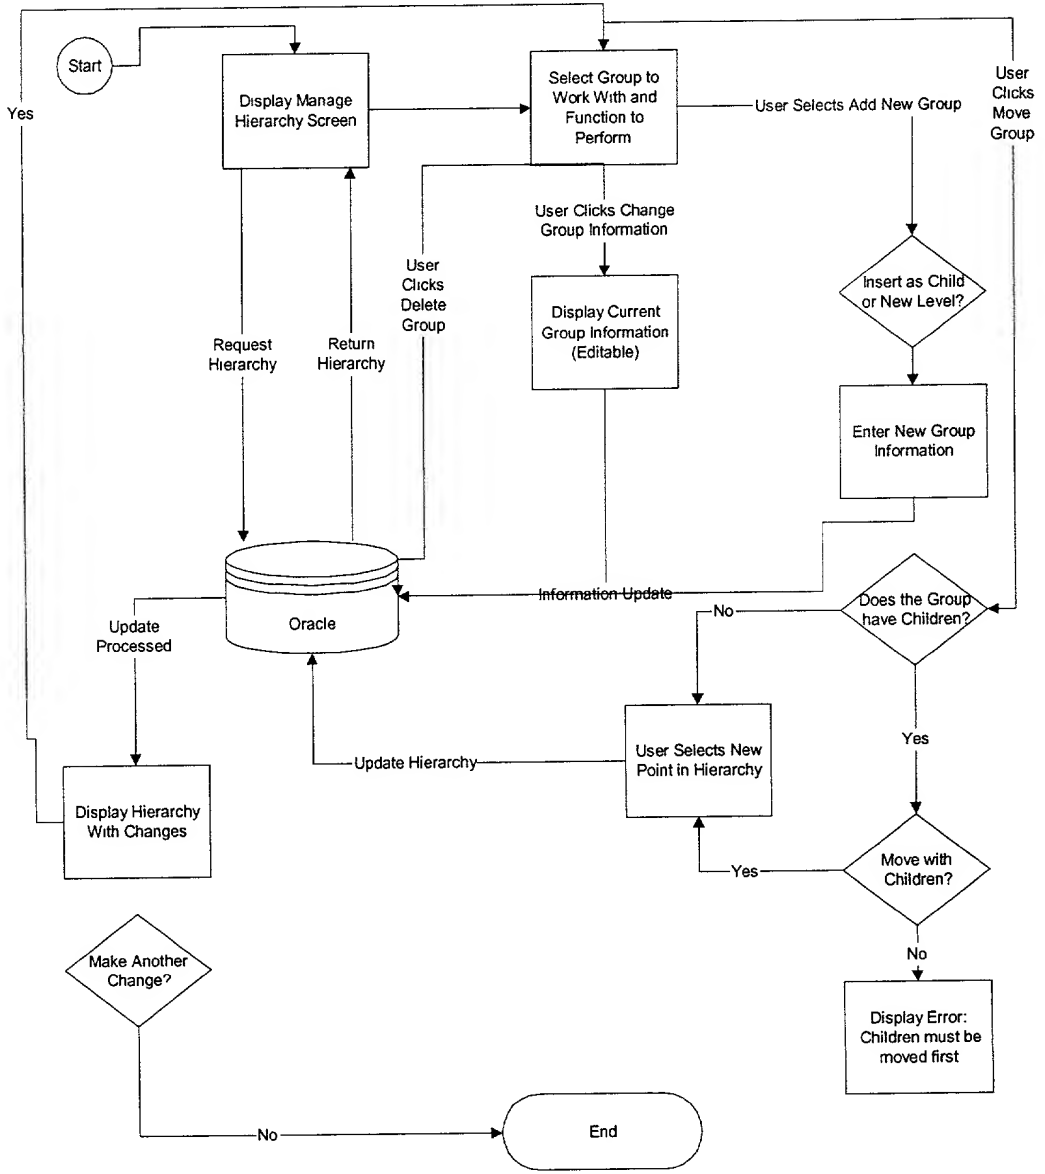 Start
Yes
Display Manage
Hierarchy Screen
Select Group to
Work With and
Function to
Perform
User Selects Add New Group
User
Clicks
Move
Group
User Clicks Change
Group Information
User
Clicks
Delete
Group
Insert as Child
or New Level?
Request
Hierarchy
Return
Hierarchy
Display Current
Group Information
(Editable)
Enter New Group
Information
Information Update
Oracle
Does the Group
have Children?
No
Update
Processed
Yes
User Selects New
Point in Hierarchy
Update Hierarchy
Display Hierarchy
With Changes
Move with
Children?
Yes
No
Make Another
Change?
Display Error:
Children must be
moved first
No
End